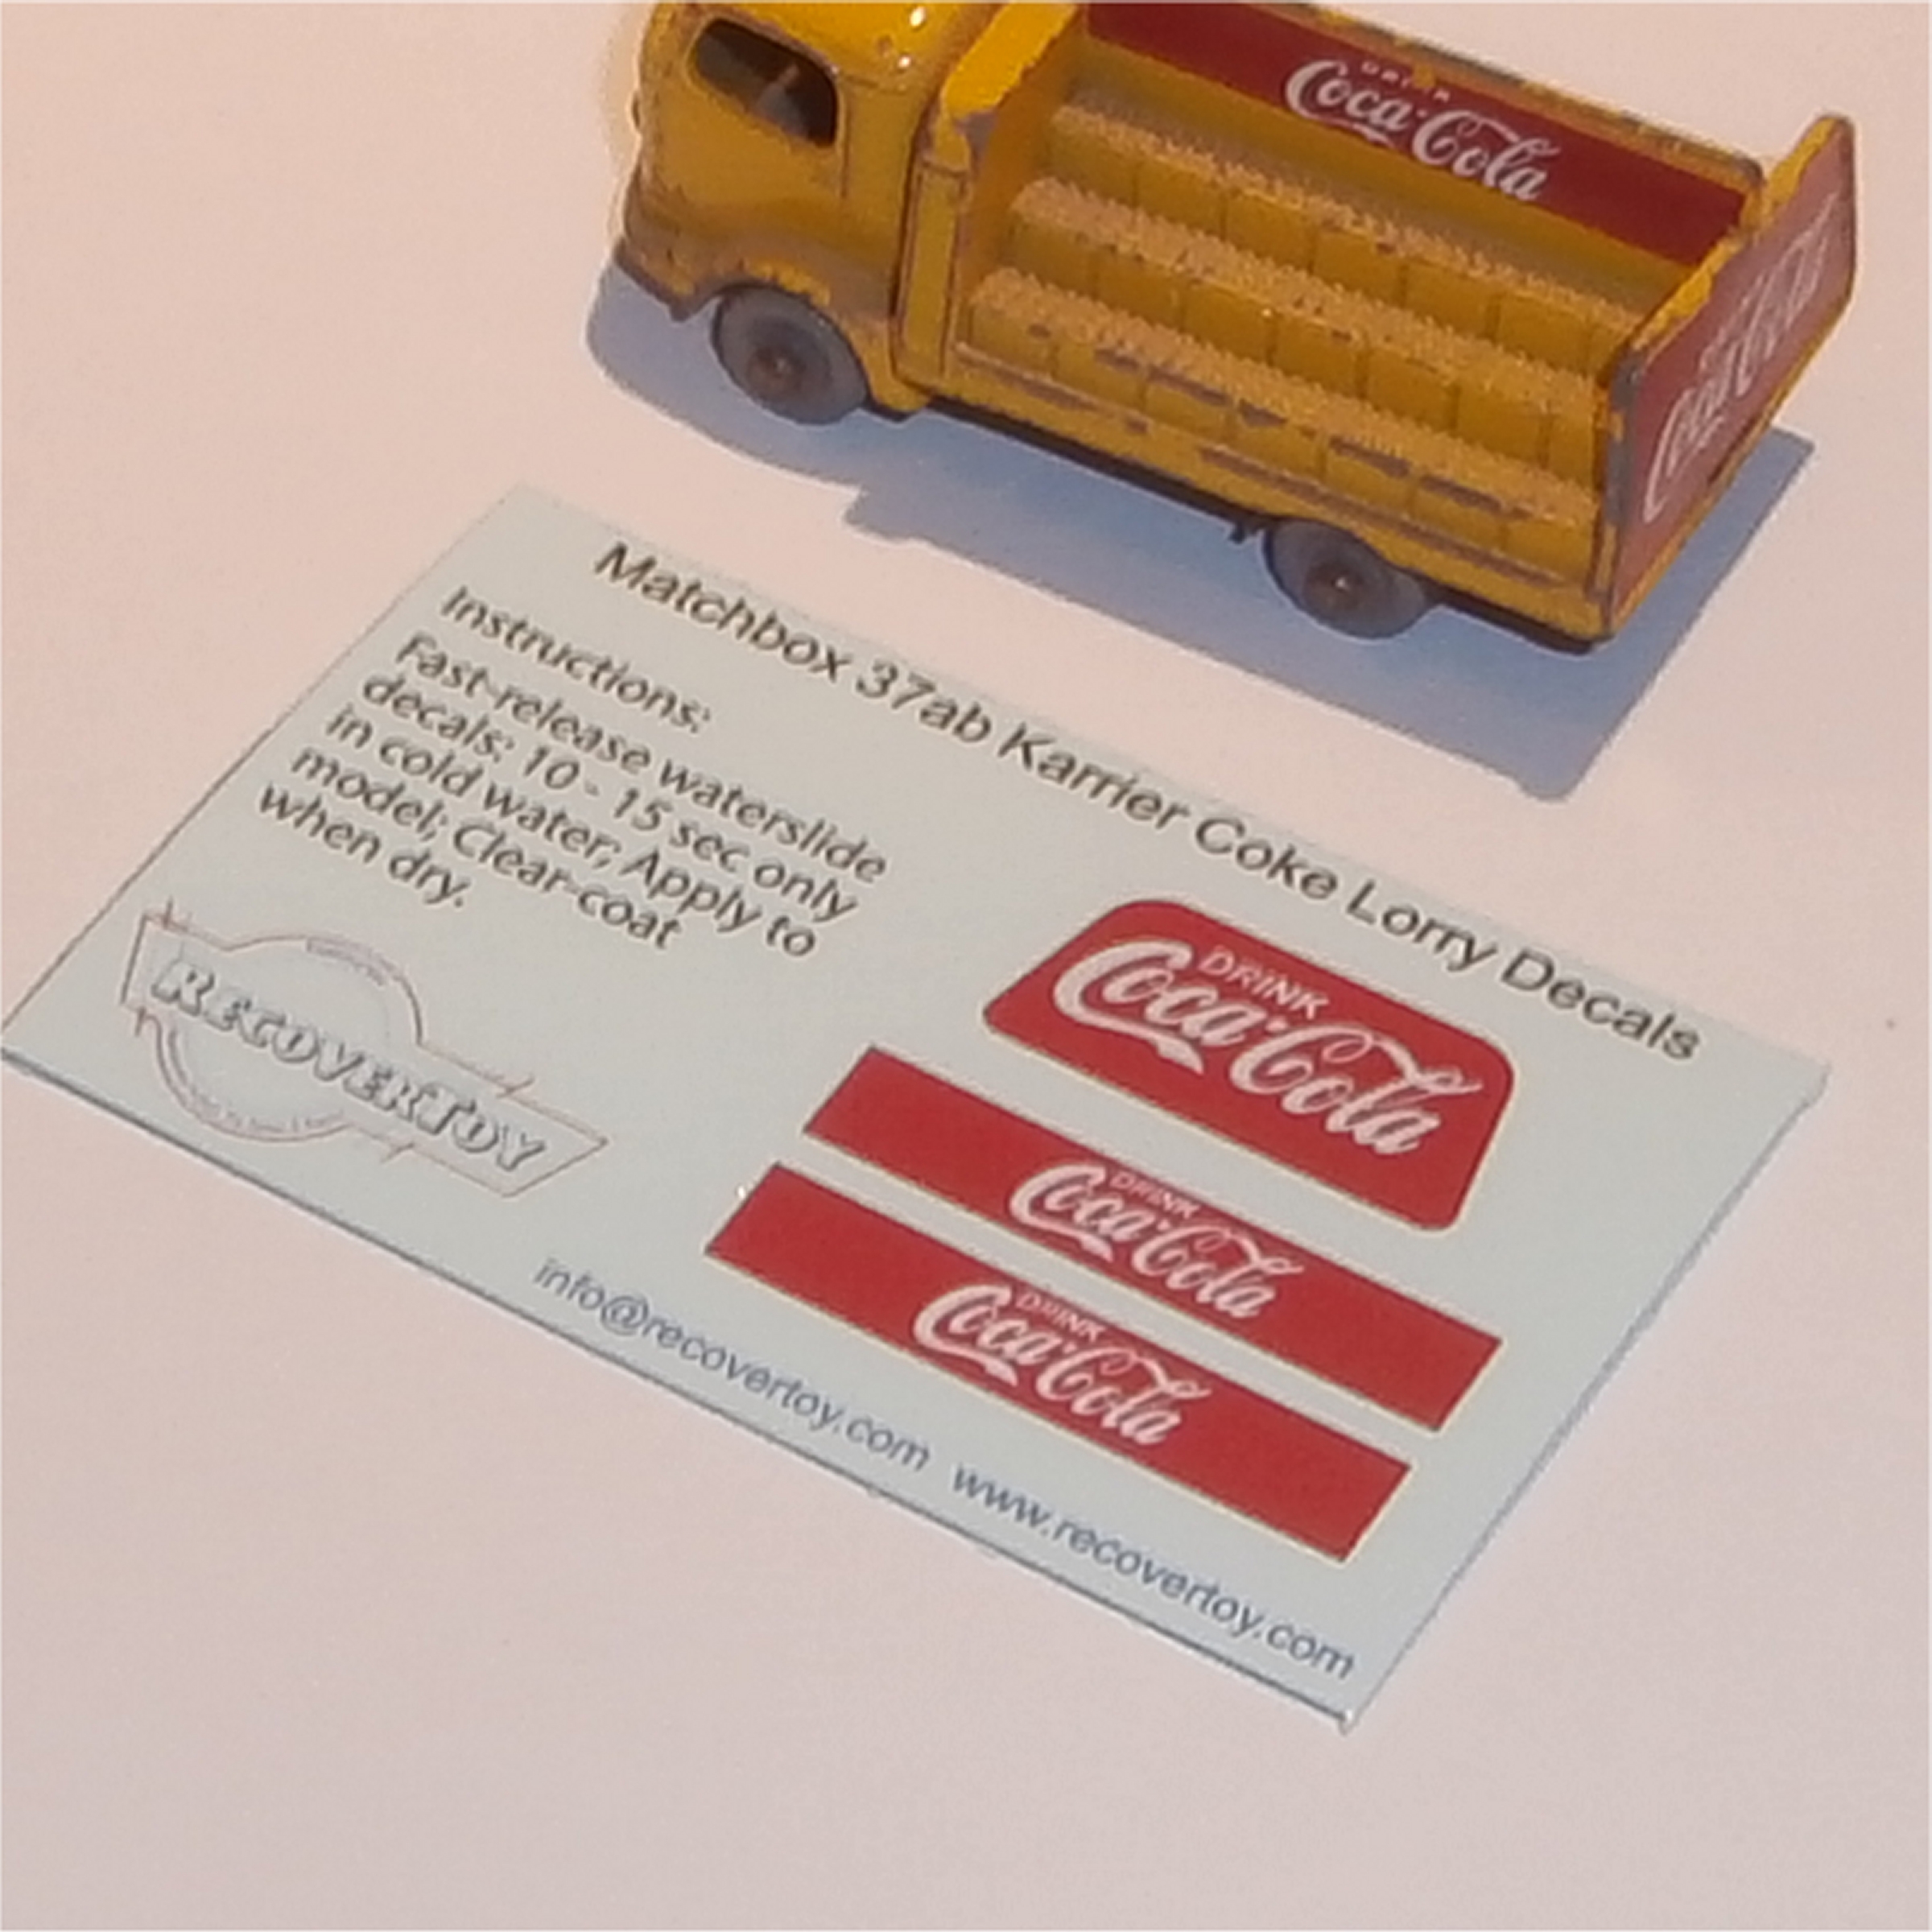 DRINK
Coca-Cola
Coca-Cola
Matchbox 37ab Karrier Coke Lorry Decals
Instructions:
Fast-release waterslide
decals: 10 - 15 sec only
in cold water; Apply to
model; Clear-coat
when dry.
RECOVERTOY
DRINK
Coca-Cola
DRINK
Coca-Cola
DRINK
Coca-Cola
info@recovertoy.com www.recovertoy.com